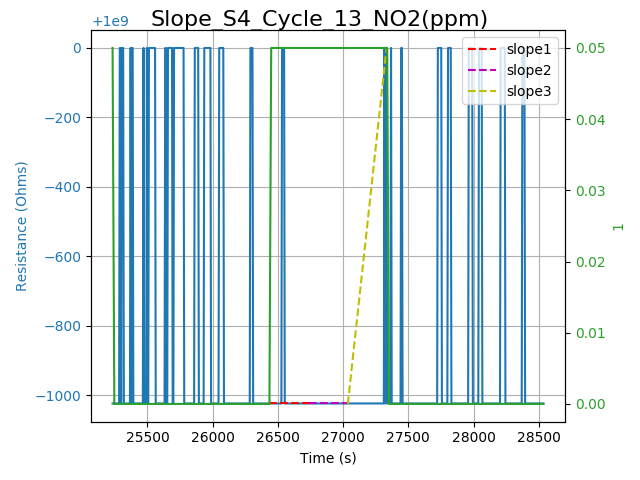 Slope_S4_Cycle_13_NO2(ppm)
+1e9
slope1
slope2
slope3
0
−200
−400
−600
−800
−1000
Resistance (Ohms)
0.05
0.04
0.03
0.02
0.01
0.00
1
25500 26000 26500 27000 27500 28000 28500
Time (s)